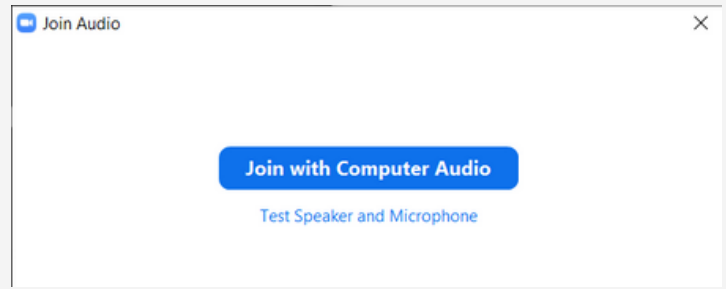 Join Audio
Join with Computer Audio
Test Speaker and Microphone